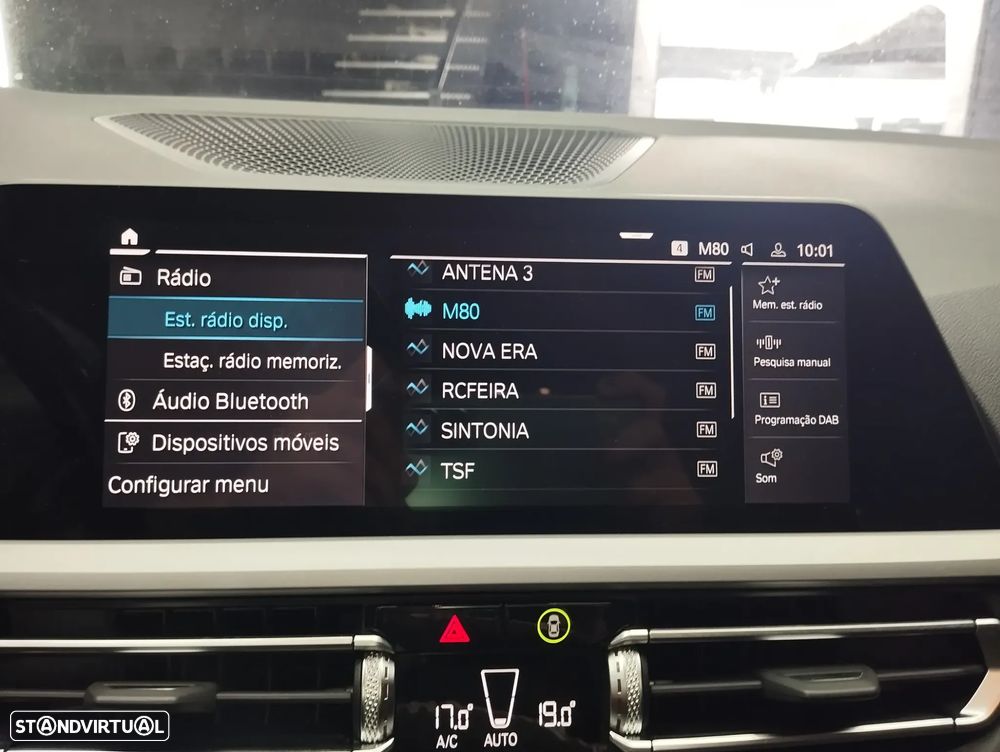 4 M80 10:01
Rádio
Est. rádio disp.
Estaç. rádio memoriz.
Áudio Bluetooth
Dispositivos móveis
Configurar menu
ANTENA 3 FM
M80 FM
NOVA ERA FM
RCFEIRA FM
SINTONIA FM
TSF FM
Mem. est. rádio
Pesquisa manual
Programação DAB
Som
17.0° 19.0°
A/C AUTO
STANDVIRTUAL